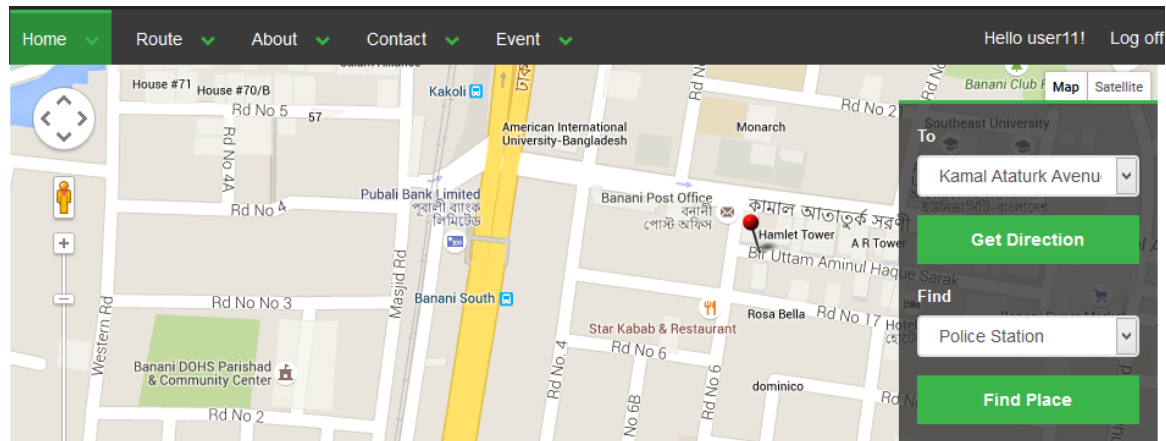 Home
Route
About
Contact
Event
Hello user11!
Log off
House #71
House #70/B
Rd No 5
57
Rd No 4A
Rd No 4
Kakoli
American International
University-Bangladesh
Monarch
Rd No 2
Banani Club
Map
Satellite
Southeast University
To
Kamal Ataturk Avenu
Get Direction
Pubali Bank Limited
পূবালী ব্যাংক
লিমিটেড
Banani Post Office
বনানী
পোস্ট অফিস
কামাল আতাতুর্ক সরণী
Hamlet Tower
A R Tower
Bir Uttam Aminul Haque Sarak
Find
Police Station
Find Place
Western Rd
Rd No No 3
Masjid Rd
Banani South
Rosa Bella
Rd No 17
Star Kabab & Restaurant
Rd No 6
Rd No. 4
Banani DOHS Parishad
& Community Center
Rd No 2
No 6B
Rd No 6
dominico